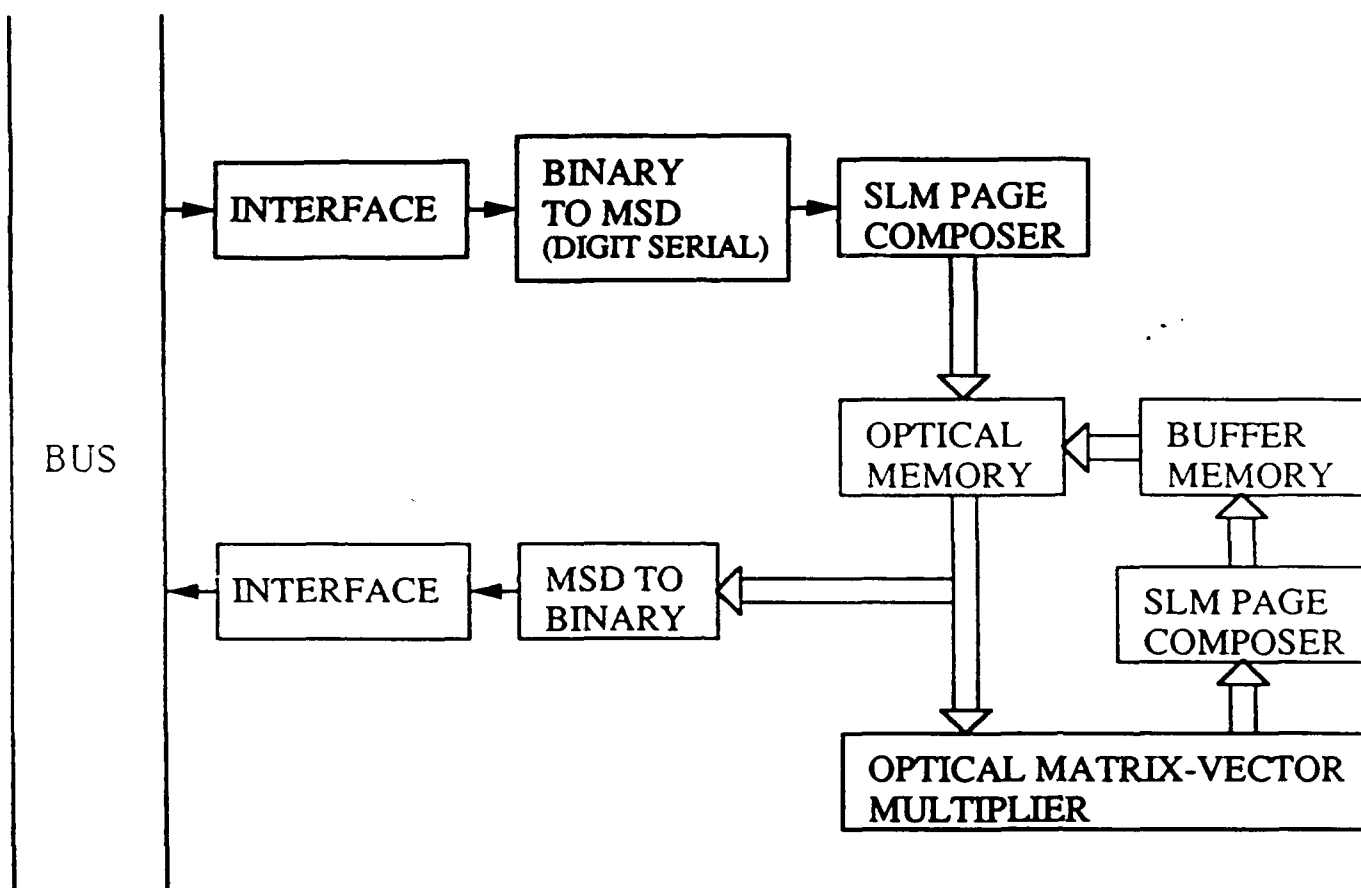 INTERFACE
BINARY
TO MSD
(DIGIT SERIAL)
SLM PAGE
COMPOSER
BUS
OPTICAL
MEMORY
BUFFER
MEMORY
INTERFACE
MSD TO
BINARY
SLM PAGE
COMPOSER
OPTICAL MATRIX-VECTOR
MULTIPLIER